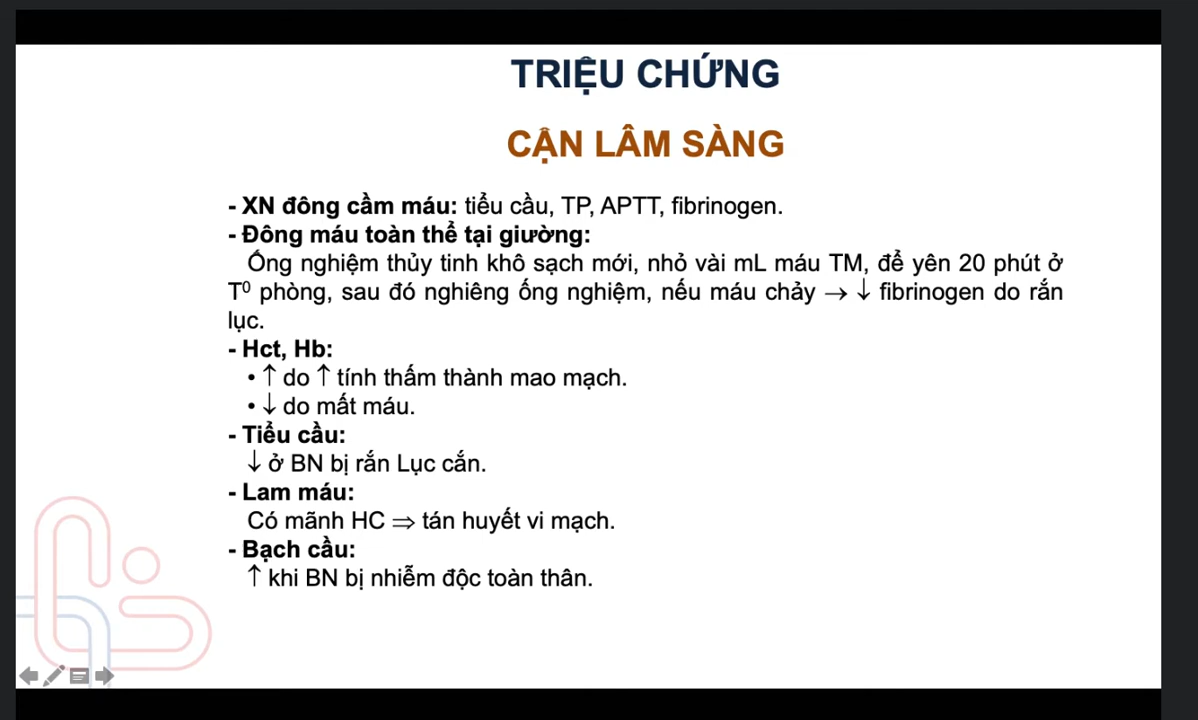 TRIỆU CHỨNG
CẬN LÂM SÀNG
- XN đông cầm máu: tiểu cầu, TP, APTT, fibrinogen.
- Đông máu toàn thể tại giường:
Ống nghiệm thủy tinh khô sạch mới, nhỏ vài mL máu TM, để yên 20 phút ở
T⁰ phòng, sau đó nghiêng ống nghiệm, nếu máu chảy → ↓ fibrinogen do rắn
lục.
- Hct, Hb:
• ↑ do ↑ tính thấm thành mao mạch.
• ↓ do mất máu.
- Tiểu cầu:
↓ ở BN bị rắn Lục cắn.
- Lam máu:
Có mãnh HC ⇒ tán huyết vi mạch.
- Bạch cầu:
↑ khi BN bị nhiễm độc toàn thân.